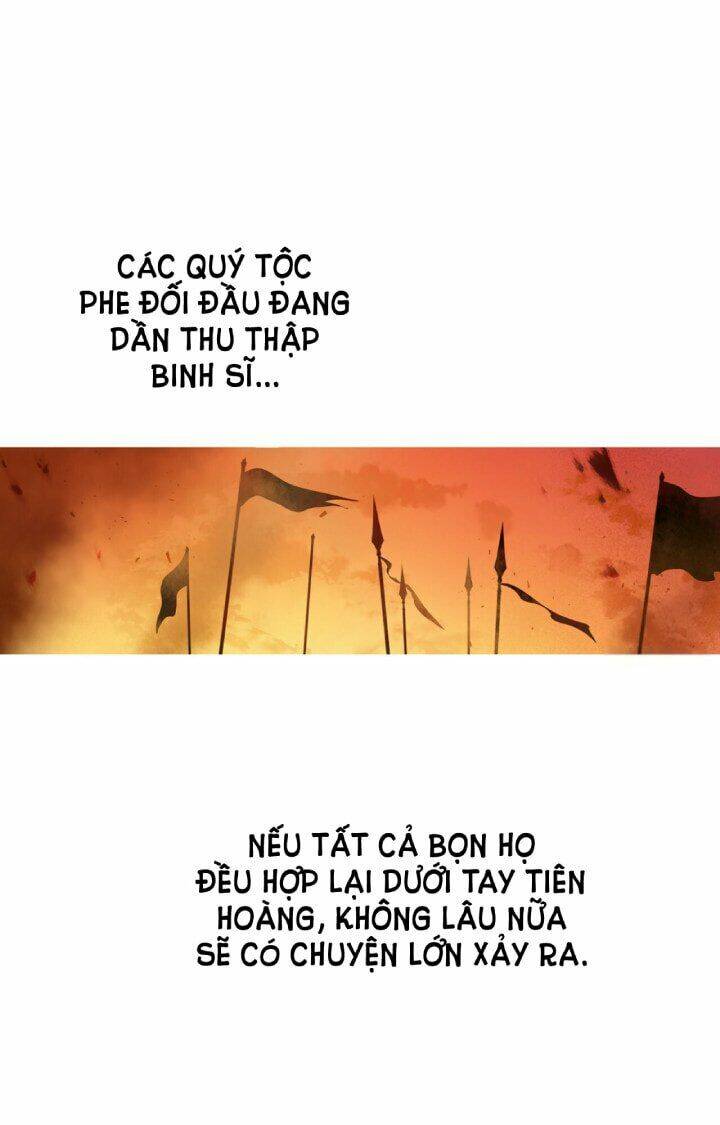 CÁC QUÝ TỘC
PHE ĐỐI ĐẦU ĐANG
DẦN THU THẬP
BINH SĨ...
NẾU TẤT CẢ BỌN HỌ
ĐỀU HỢP LẠI DƯỚI TAY TIÊN
HOÀNG, KHÔNG LÂU NỮA
SẼ CÓ CHUYỆN LỚN XẢY RA.